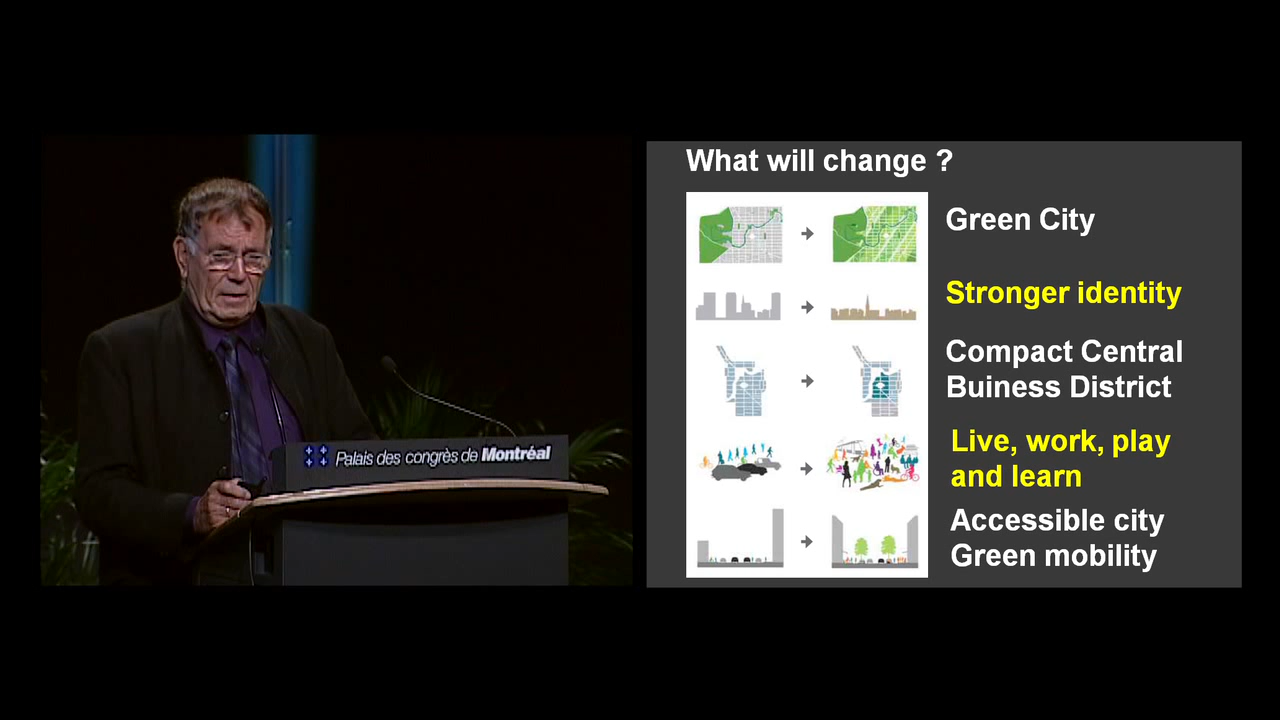 Palais des congrès de Montréal
What will change ?
Green City
Stronger identity
Compact Central
Buiness District
Live, work, play
and learn
Accessible city
Green mobility